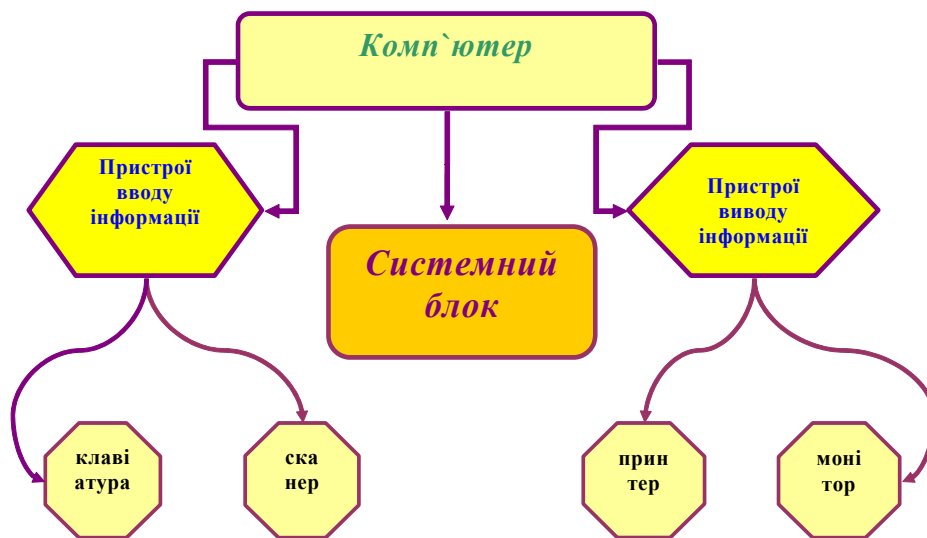 Комп`ютер
Пристрої
вводу
інформації
Системний
блок
Пристрої
виводу
інформації
клаві
атура
ска
нер
прин
тер
моні
тор